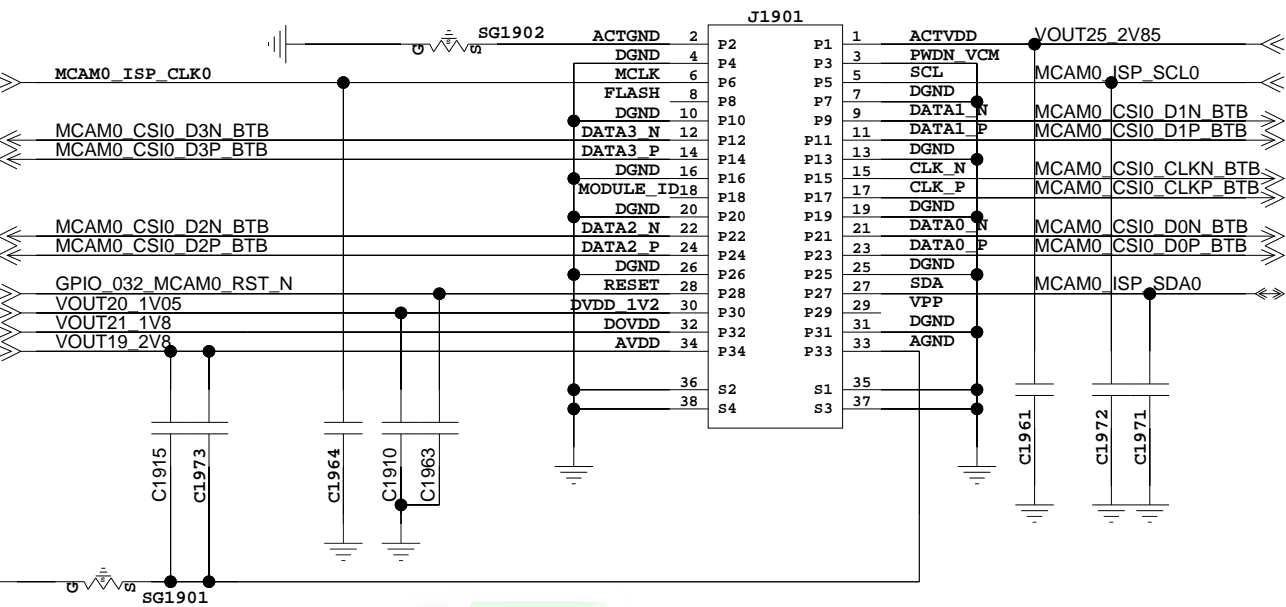 J1901
SG1902 ACTGND 2 P2 P1 1 ACTVDD VOUT25_2V85
G S
DGND 4 P4 P3 3 PWDN_VCM
MCAM0_ISP_CLK0 MCLK 6 P6 P5 5 SCL MCAM0_ISP_SCL0
FLASH 8 P8 P7 7 DGND
DGND 10 P10 P9 9 DATA1_N MCAM0_CSI0_D1N_BTB
MCAM0_CSI0_D3N_BTB DATA3_N 12 P12 P11 11 DATA1_P MCAM0_CSI0_D1P_BTB
MCAM0_CSI0_D3P_BTB DATA3_P 14 P14 P13 13 DGND
DGND 16 P16 P15 15 CLK_N MCAM0_CSI0_CLKN_BTB
MODULE_ID 18 P18 P17 17 CLK_P MCAM0_CSI0_CLKP_BTB
DGND 20 P20 P19 19 DGND
MCAM0_CSI0_D2N_BTB DATA2_N 22 P22 P21 21 DATA0_N MCAM0_CSI0_D0N_BTB
MCAM0_CSI0_D2P_BTB DATA2_P 24 P24 P23 23 DATA0_P MCAM0_CSI0_D0P_BTB
DGND 26 P26 P25 25 DGND
GPIO_032_MCAM0_RST_N RESET 28 P28 P27 27 SDA MCAM0_ISP_SDA0
VOUT20_1V05 DVDD_1V2 30 P30 P29 29 VPP
VOUT21_1V8 DOVDD 32 P32 P31 31 DGND
VOUT19_2V8 AVDD 34 P34 P33 33 AGND
36 S2 S1 35
38 S4 S3 37
C1915 C1973 C1964 C1910 C1963 C1961 C1972 C1971
G S
SG1901